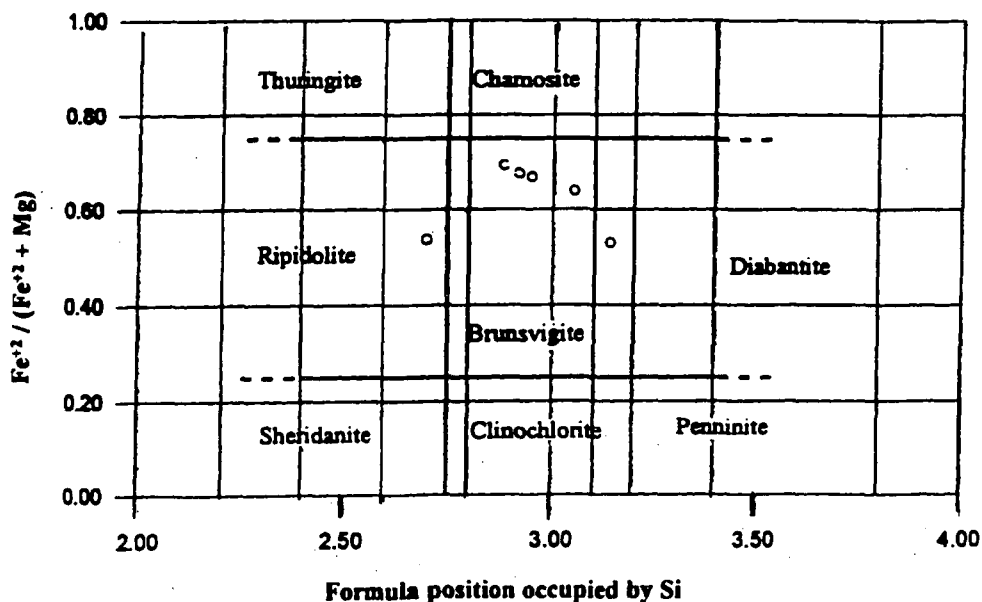 1.00
Thuringite Chamosite
0.80
0.60
Ripidolite Diabantite
0.40
Brunsvigite
0.20
Sheridanite Clinochlorite Penninite
0.00
2.00 2.50 3.00 3.50 4.00
Fe⁺² / (Fe⁺² + Mg)
Formula position occupied by Si